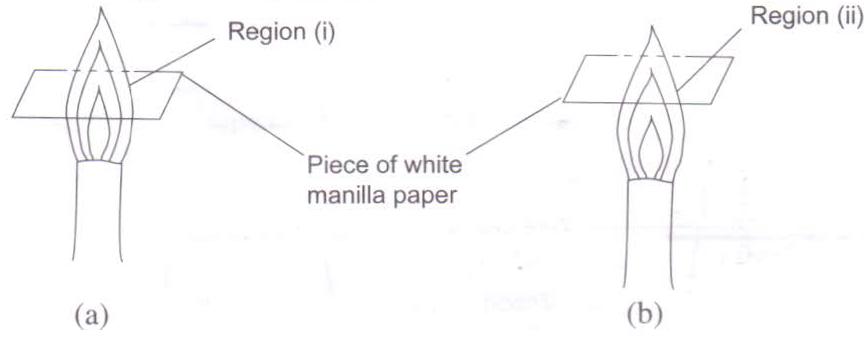 Region (i)
Region (ii)
Piece of white
manilla paper
(a)
(b)